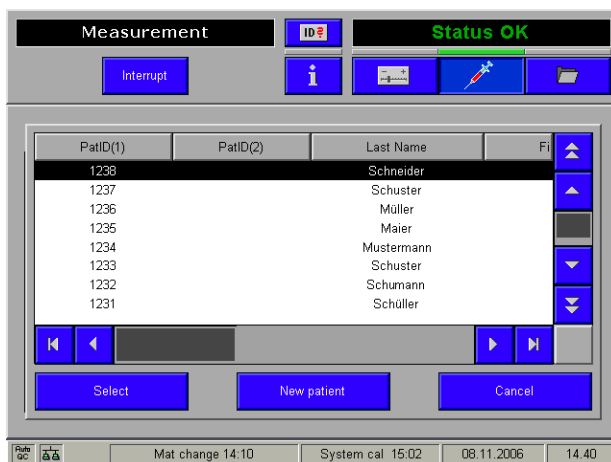 Measurement ID? Status OK
Interrupt i - +
PatID(1) PatID(2) Last Name Fi
1238 Schneider
1237 Schuster
1236 Müller
1235 Maier
1234 Mustermann
1233 Schuster
1232 Schumann
1231 Schüller
Select New patient Cancel
Auto QC Mat change 14:10 System cal 15:02 08.11.2006 14.40